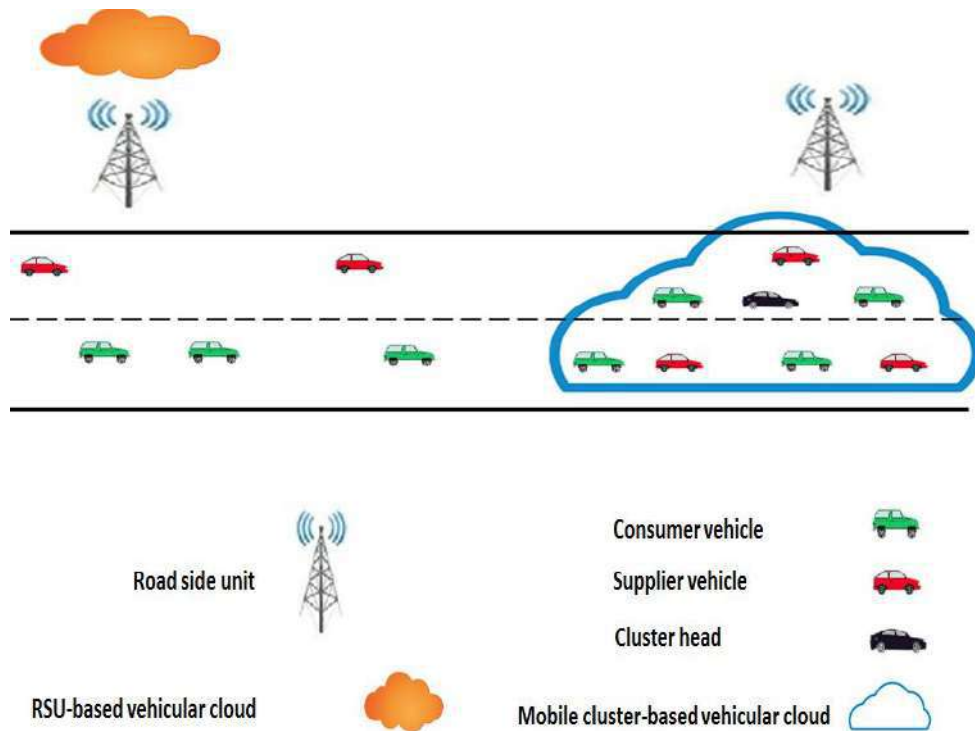 Consumer vehicle
Road side unit
Supplier vehicle
Cluster head
RSU-based vehicular cloud
Mobile cluster-based vehicular cloud